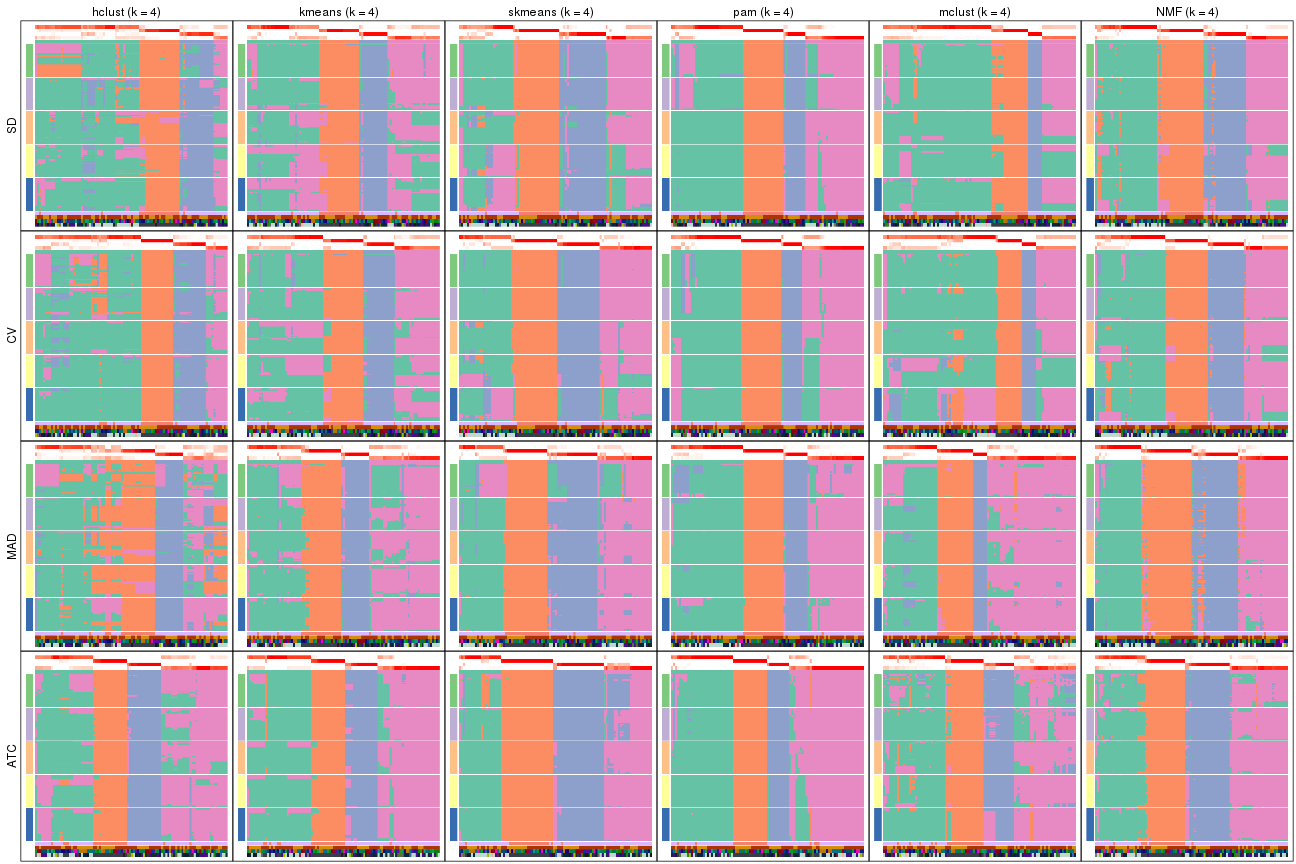 hclust (k = 4) kmeans (k = 4) skmeans (k = 4) pam (k = 4) mclust (k = 4) NMF (k = 4)
SD
CV
MAD
ATC